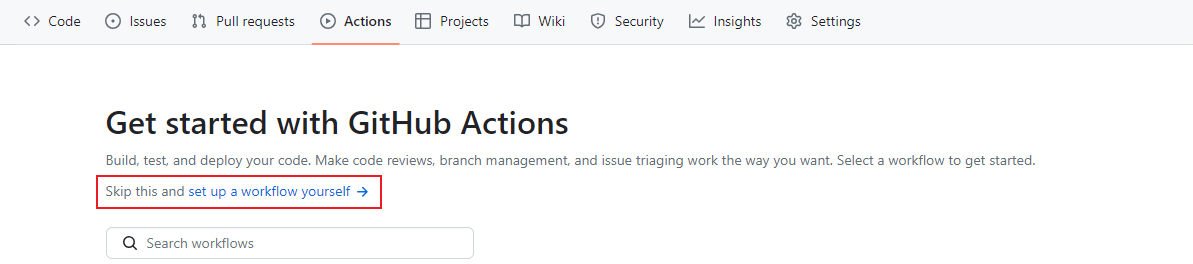 Code Issues Pull requests Actions Projects Wiki Security Insights Settings
Get started with GitHub Actions
Build, test, and deploy your code. Make code reviews, branch management, and issue triaging work the way you want. Select a workflow to get started.
Skip this and set up a workflow yourself →
Search workflows